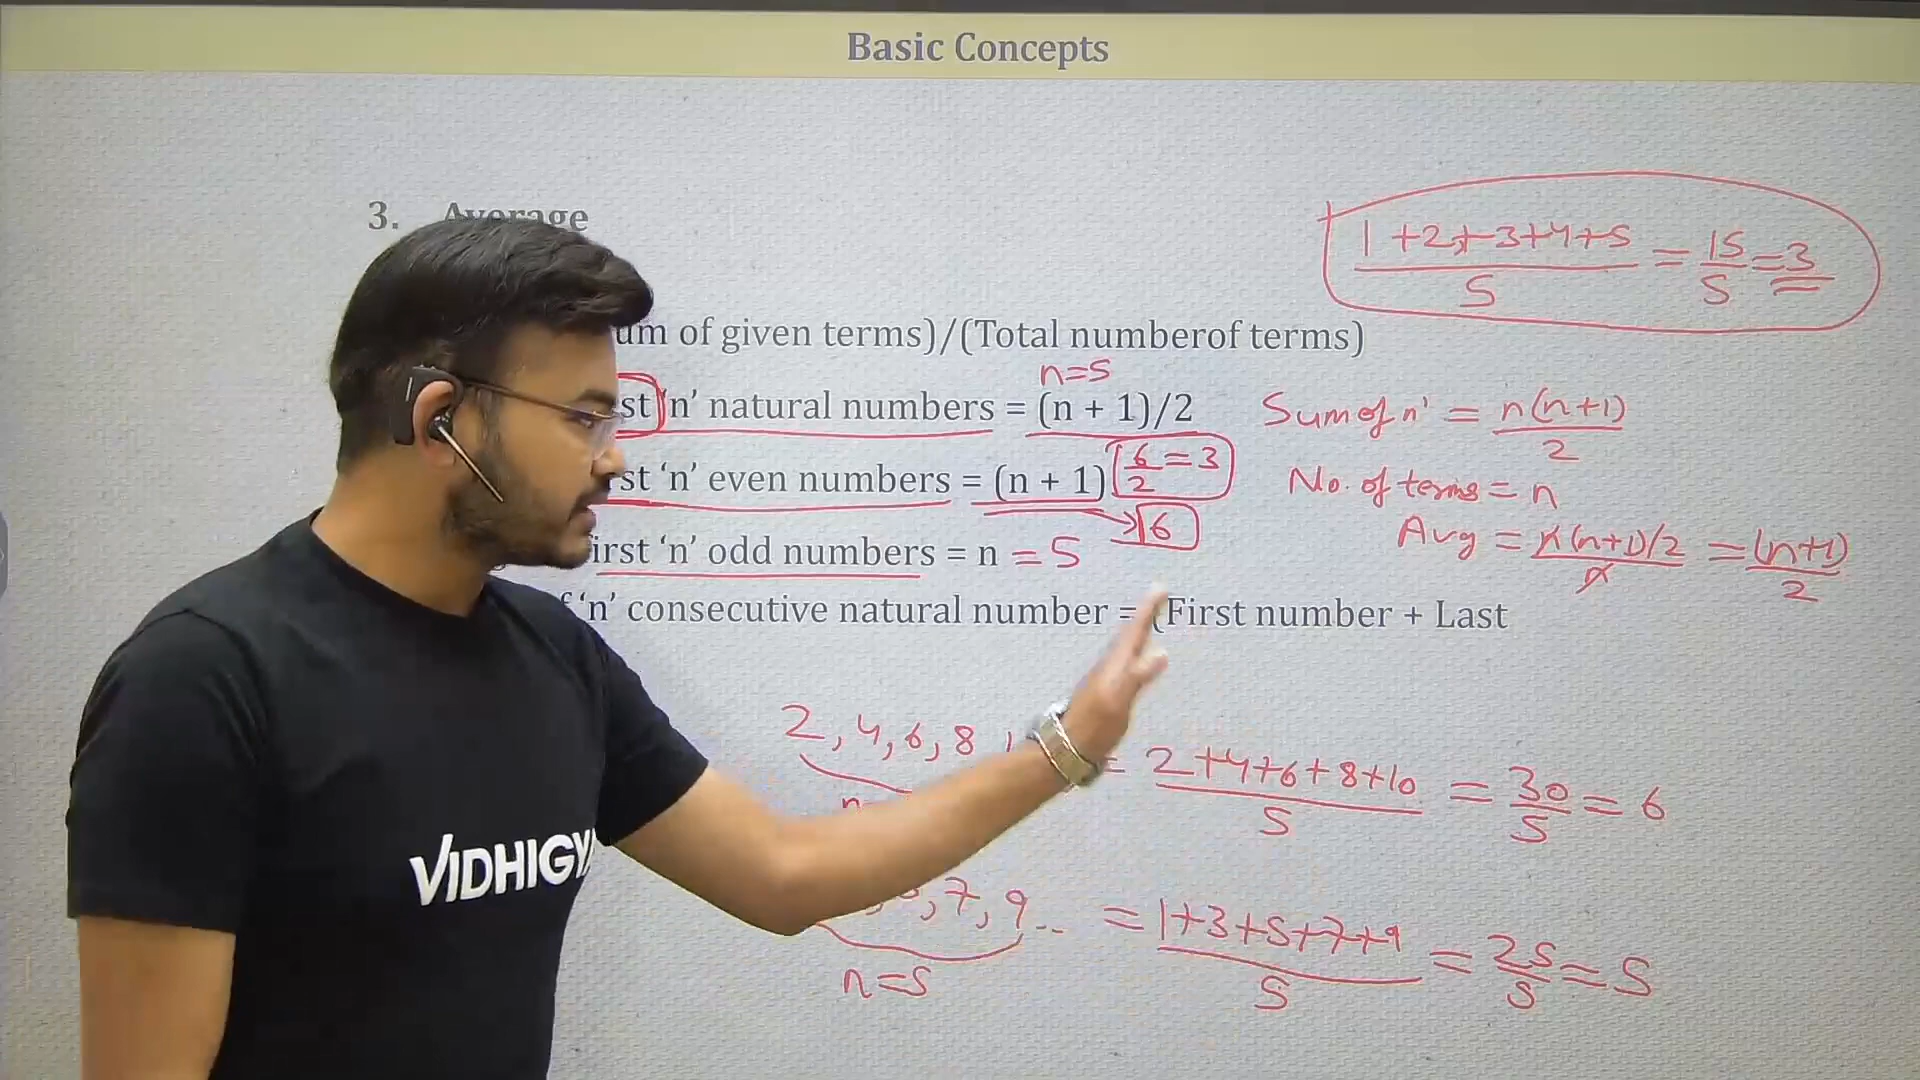 Basic Concepts
3. Average
1+2+3+4+5 / 5 = 15/5 = 3
um of given terms)/(Total numberof terms)
n=5
st 'n' natural numbers = (n + 1)/2
Sum of n' = n(n+1)/2
st 'n' even numbers = (n + 1)
6/2 = 3
No. of terms = n
6
irst 'n' odd numbers = n = 5
Avg = n(n+1)/2 / n = (n+1)/2
f 'n' consecutive natural number = (First number + Last
2, 4, 6, 8
= 2+4+6+8+10 / 5 = 30/5 = 6
VIDHIGY
, 7, 9 ..
= 1+3+5+7+9 / 5 = 25/5 = 5
n=5